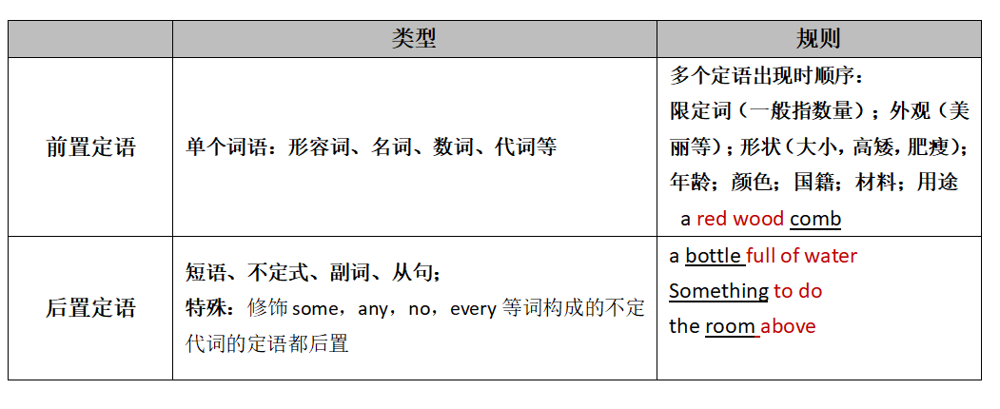 类型
规则
前置定语
单个词语：形容词、名词、数词、代词等
多个定语出现时顺序：
限定词（一般指数量）；外观（美
丽等）；形状（大小，高矮，肥瘦）；
年龄；颜色；国籍；材料；用途
a red wood comb
后置定语
短语、不定式、副词、从句；
特殊：修饰 some，any，no，every 等词构成的不定
代词的定语都后置
a bottle full of water
Something to do
the room above